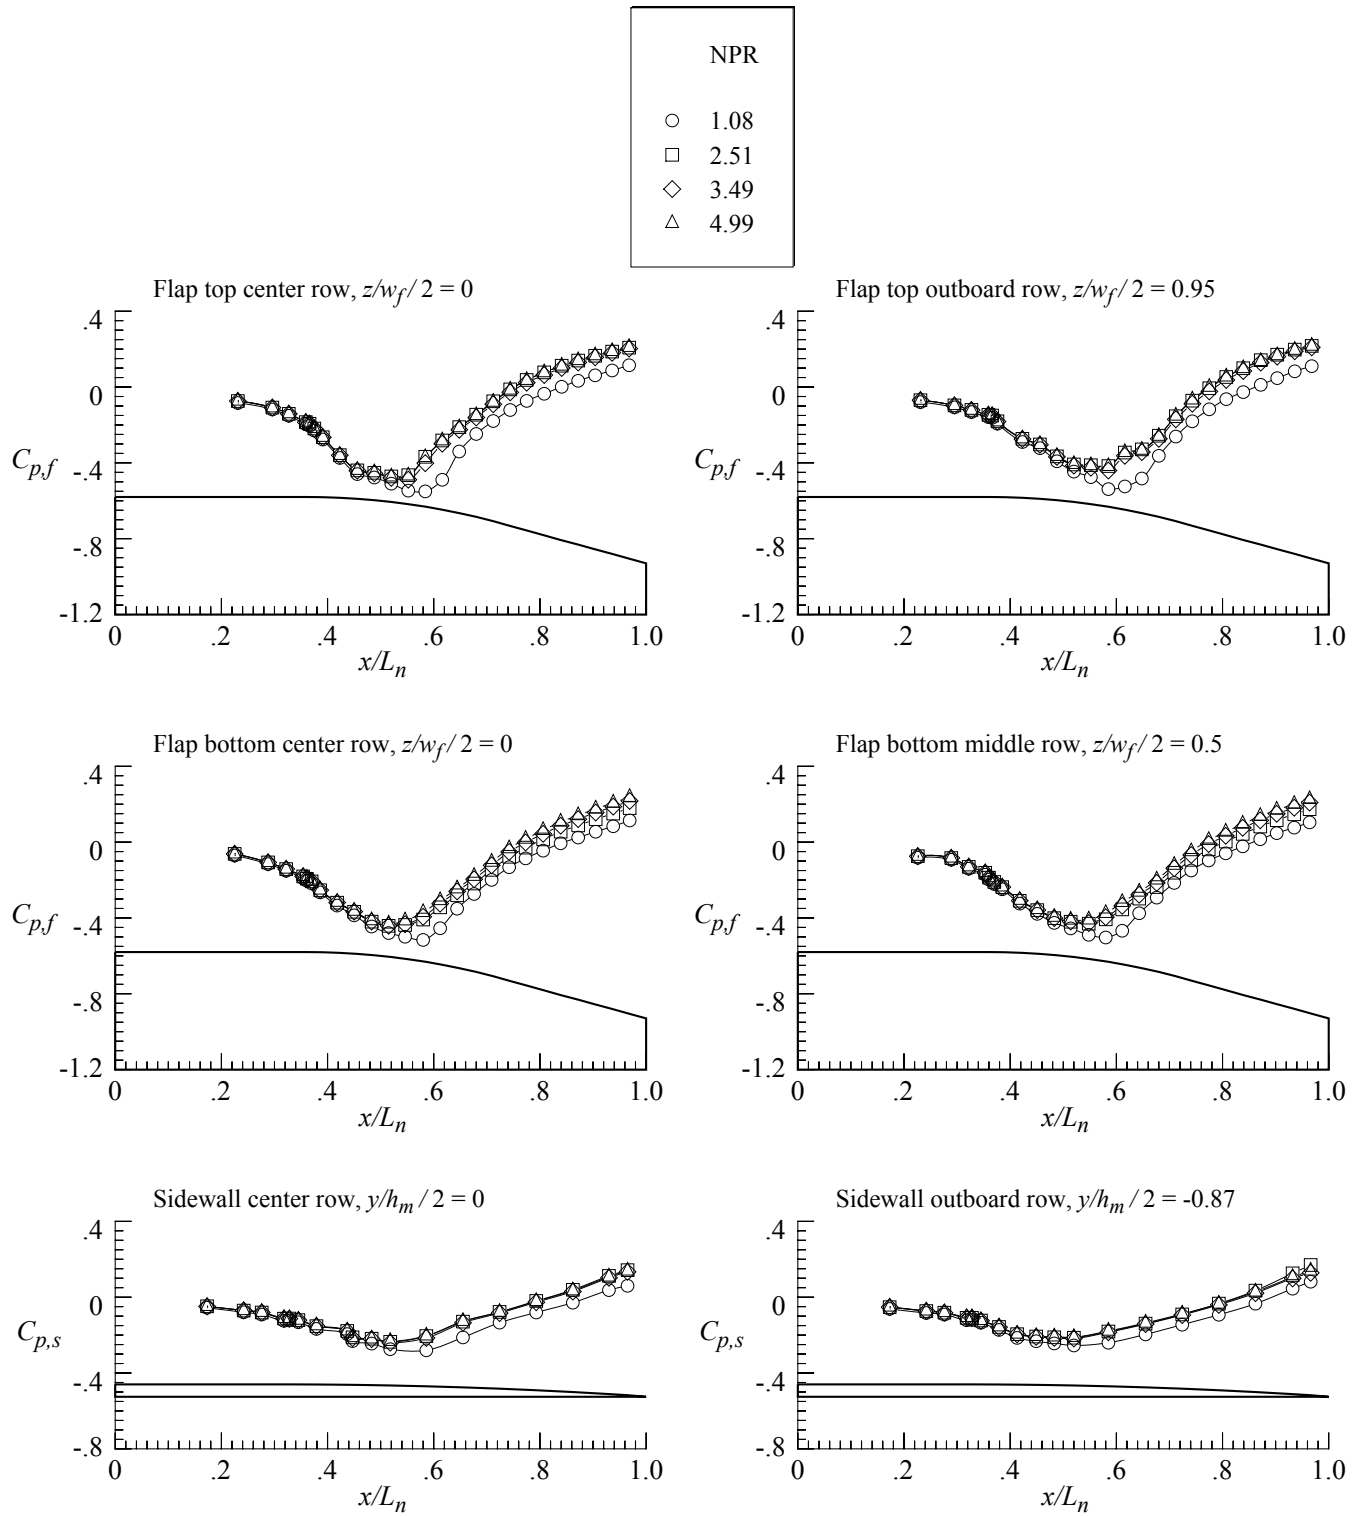 NPR
1.08
2.51
3.49
4.99
Flap top center row, z/w_f / 2 = 0
.4
0
-.4
-.8
-1.2
C_p,f
0 .2 .4 .6 .8 1.0
x/L_n
Flap top outboard row, z/w_f / 2 = 0.95
.4
0
-.4
-.8
-1.2
C_p,f
0 .2 .4 .6 .8 1.0
x/L_n
Flap bottom center row, z/w_f / 2 = 0
.4
0
-.4
-.8
-1.2
C_p,f
0 .2 .4 .6 .8 1.0
x/L_n
Flap bottom middle row, z/w_f / 2 = 0.5
.4
0
-.4
-.8
-1.2
C_p,f
0 .2 .4 .6 .8 1.0
x/L_n
Sidewall center row, y/h_m / 2 = 0
.4
0
-.4
-.8
C_p,s
0 .2 .4 .6 .8 1.0
x/L_n
Sidewall outboard row, y/h_m / 2 = -0.87
.4
0
-.4
-.8
C_p,s
0 .2 .4 .6 .8 1.0
x/L_n